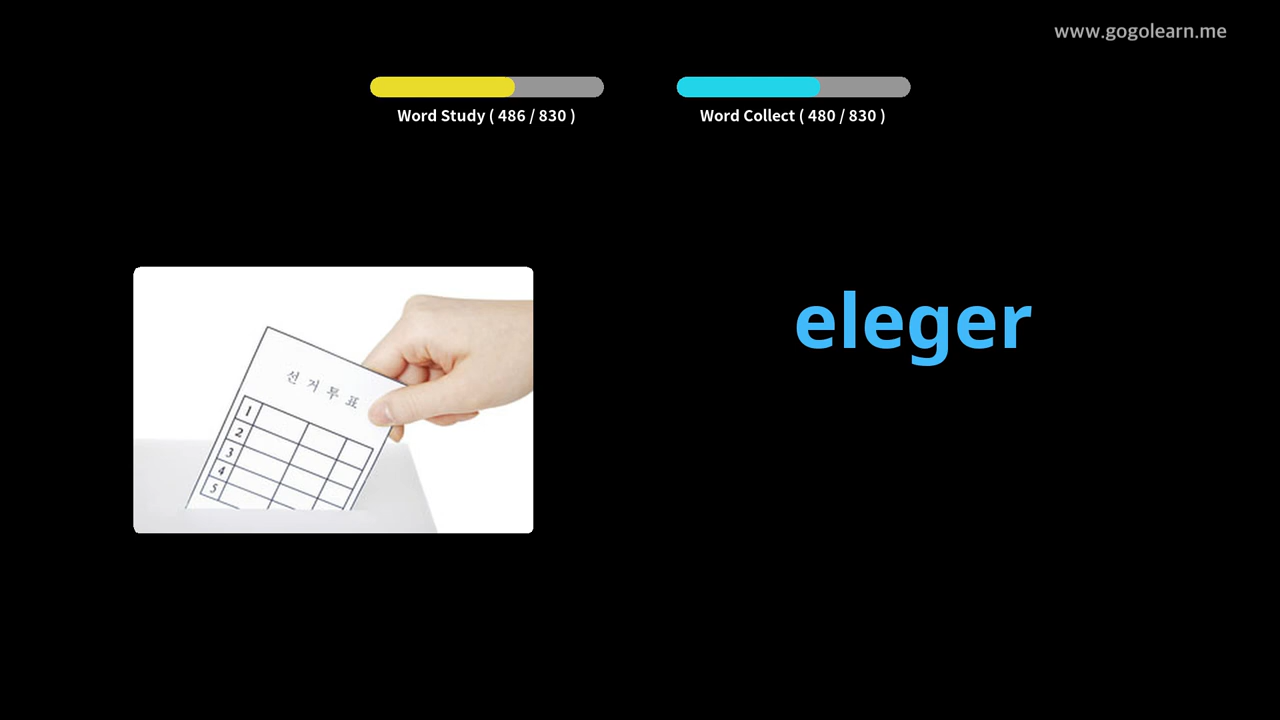 www.gogolearn.me
Word Study ( 486 / 830 )
Word Collect ( 480 / 830 )
eleger
선거투표
1
2
3
4
5